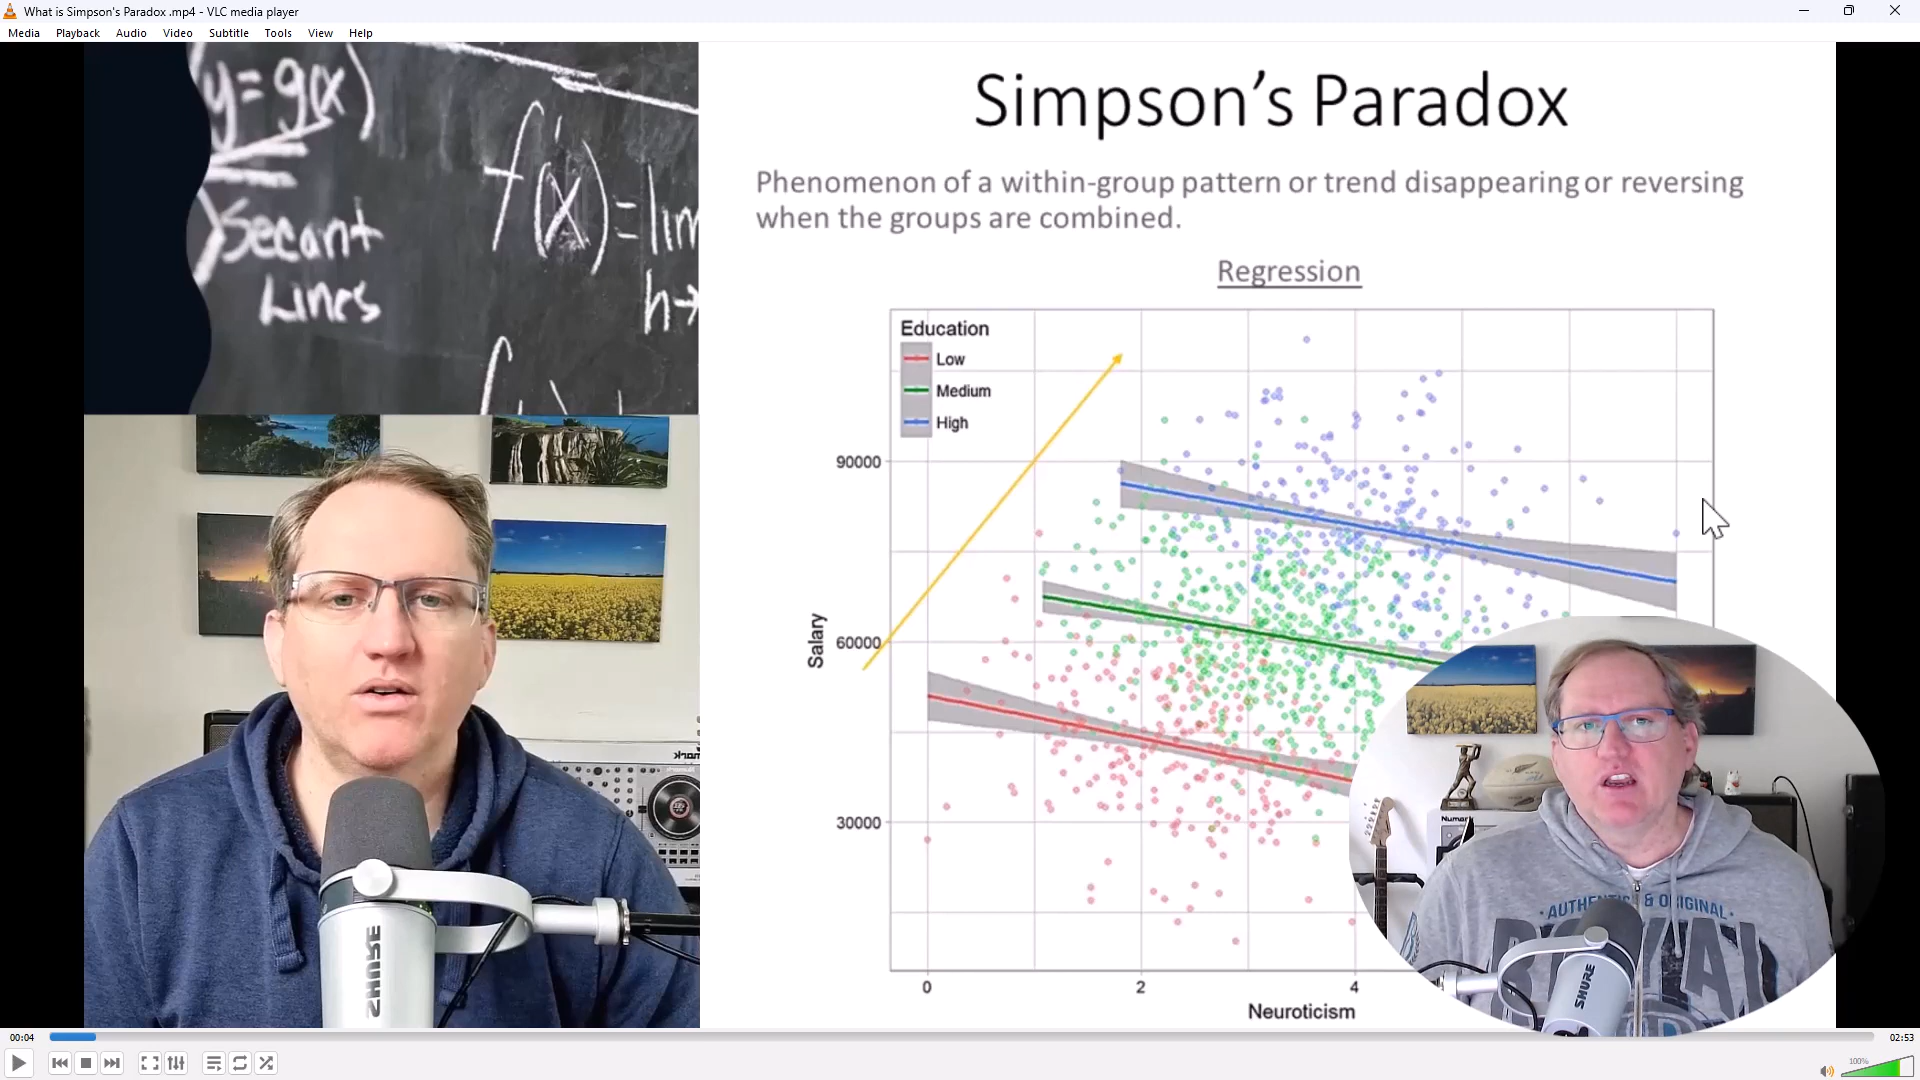 What is Simpson's Paradox .mp4 - VLC media player
Media Playback Audio Video Subtitle Tools View Help
y=g(x)
f'(x)=lim
Secant
Lines
h→
Simpson's Paradox
Phenomenon of a within-group pattern or trend disappearing or reversing
when the groups are combined.
Regression
Education
Low
Medium
High
90000
60000
30000
Salary
0 2 4
Neuroticism
Numark
SHURE
Numark
AUTHENTIC & ORIGINAL
SHURE
00:04
02:53
100%